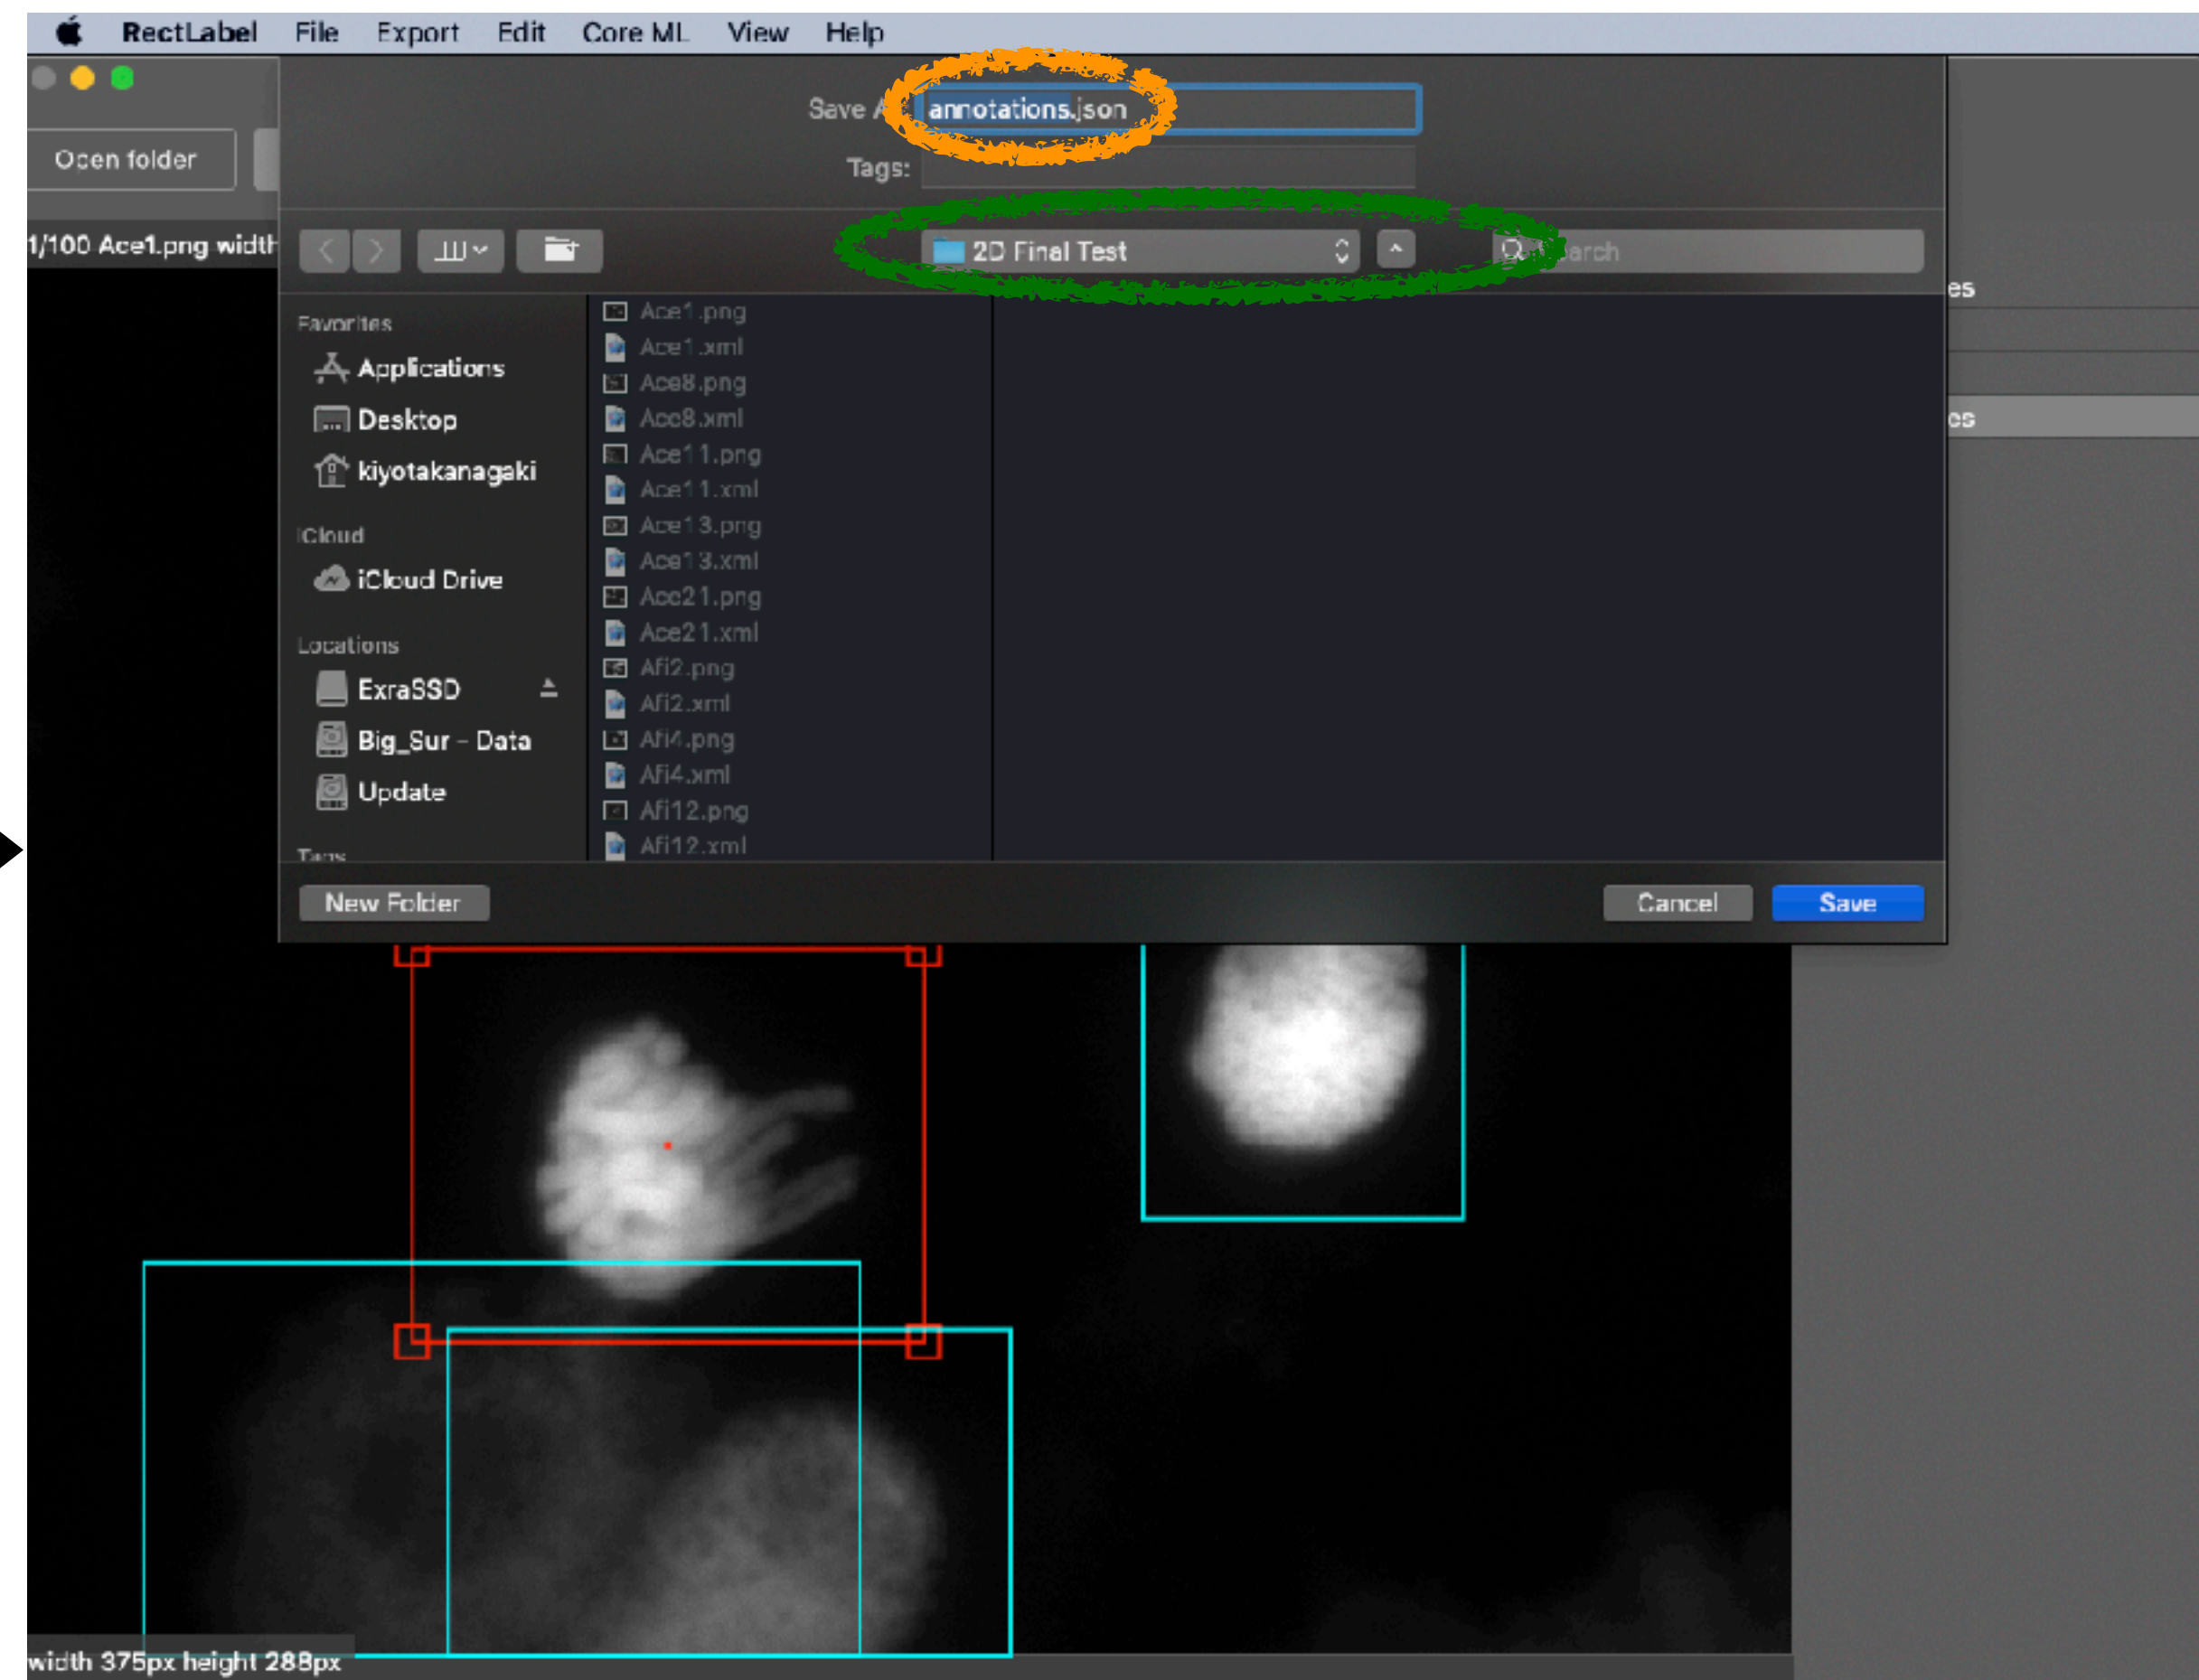 RectLabel File Export Edit Core ML View Help
Save A
annotations.json
Open folder
Tags:
1/100 Ace1.png width
2D Final Test
arch
es
Favorites
Applications
Desktop
kiyotakanagaki
iCloud
iCloud Drive
Locations
ExraSSD
Big_Sur - Data
Update
Tags
Ace1.png
Ace1.xml
Ace8.png
Ace8.xml
Ace11.png
Ace11.xml
Ace13.png
Ace13.xml
Ace21.png
Ace21.xml
Afi2.png
Afi2.xml
Afi4.png
Afi4.xml
Afi12.png
Afi12.xml
es
New Folder
Cancel
Save
width 375px height 288px